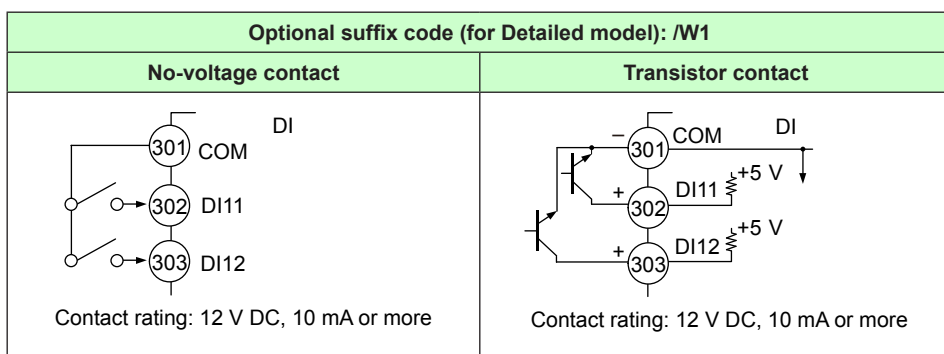 Optional suffix code (for Detailed model): /W1
No-voltage contact
Transistor contact
DI
301
COM
302
DI11
303
DI12
Contact rating: 12 V DC, 10 mA or more
DI
−
301
COM
+5 V
+
302
DI11
+5 V
+
303
DI12
Contact rating: 12 V DC, 10 mA or more